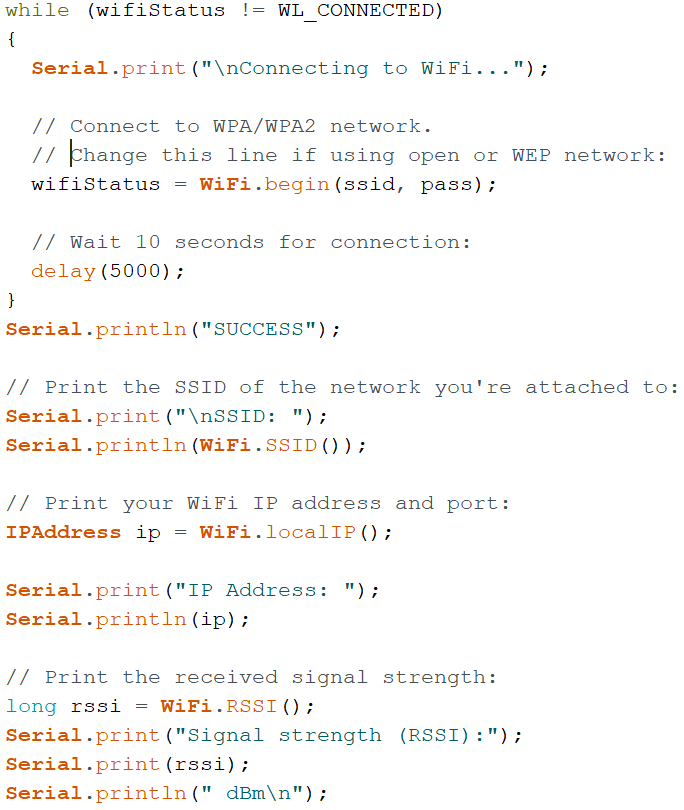 while (wifiStatus != WL_CONNECTED)
{
  Serial.print("\nConnecting to WiFi...");

  // Connect to WPA/WPA2 network.
  // Change this line if using open or WEP network:
  wifiStatus = WiFi.begin(ssid, pass);

  // Wait 10 seconds for connection:
  delay(5000);
}
Serial.println("SUCCESS");

// Print the SSID of the network you're attached to:
Serial.print("\nSSID: ");
Serial.println(WiFi.SSID());

// Print your WiFi IP address and port:
IPAddress ip = WiFi.localIP();

Serial.print("IP Address: ");
Serial.println(ip);

// Print the received signal strength:
long rssi = WiFi.RSSI();
Serial.print("Signal strength (RSSI):");
Serial.print(rssi);
Serial.println(" dBm\n");